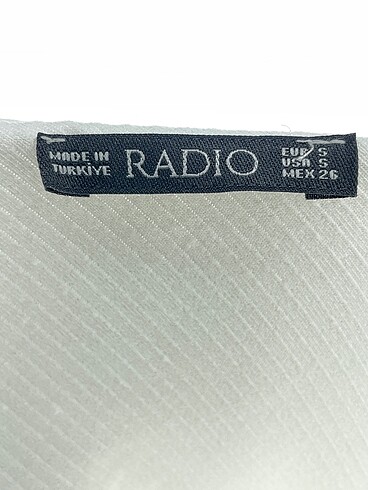 MADE IN
TURKİYE
RADIO
EUR S
USA S
MEX 26